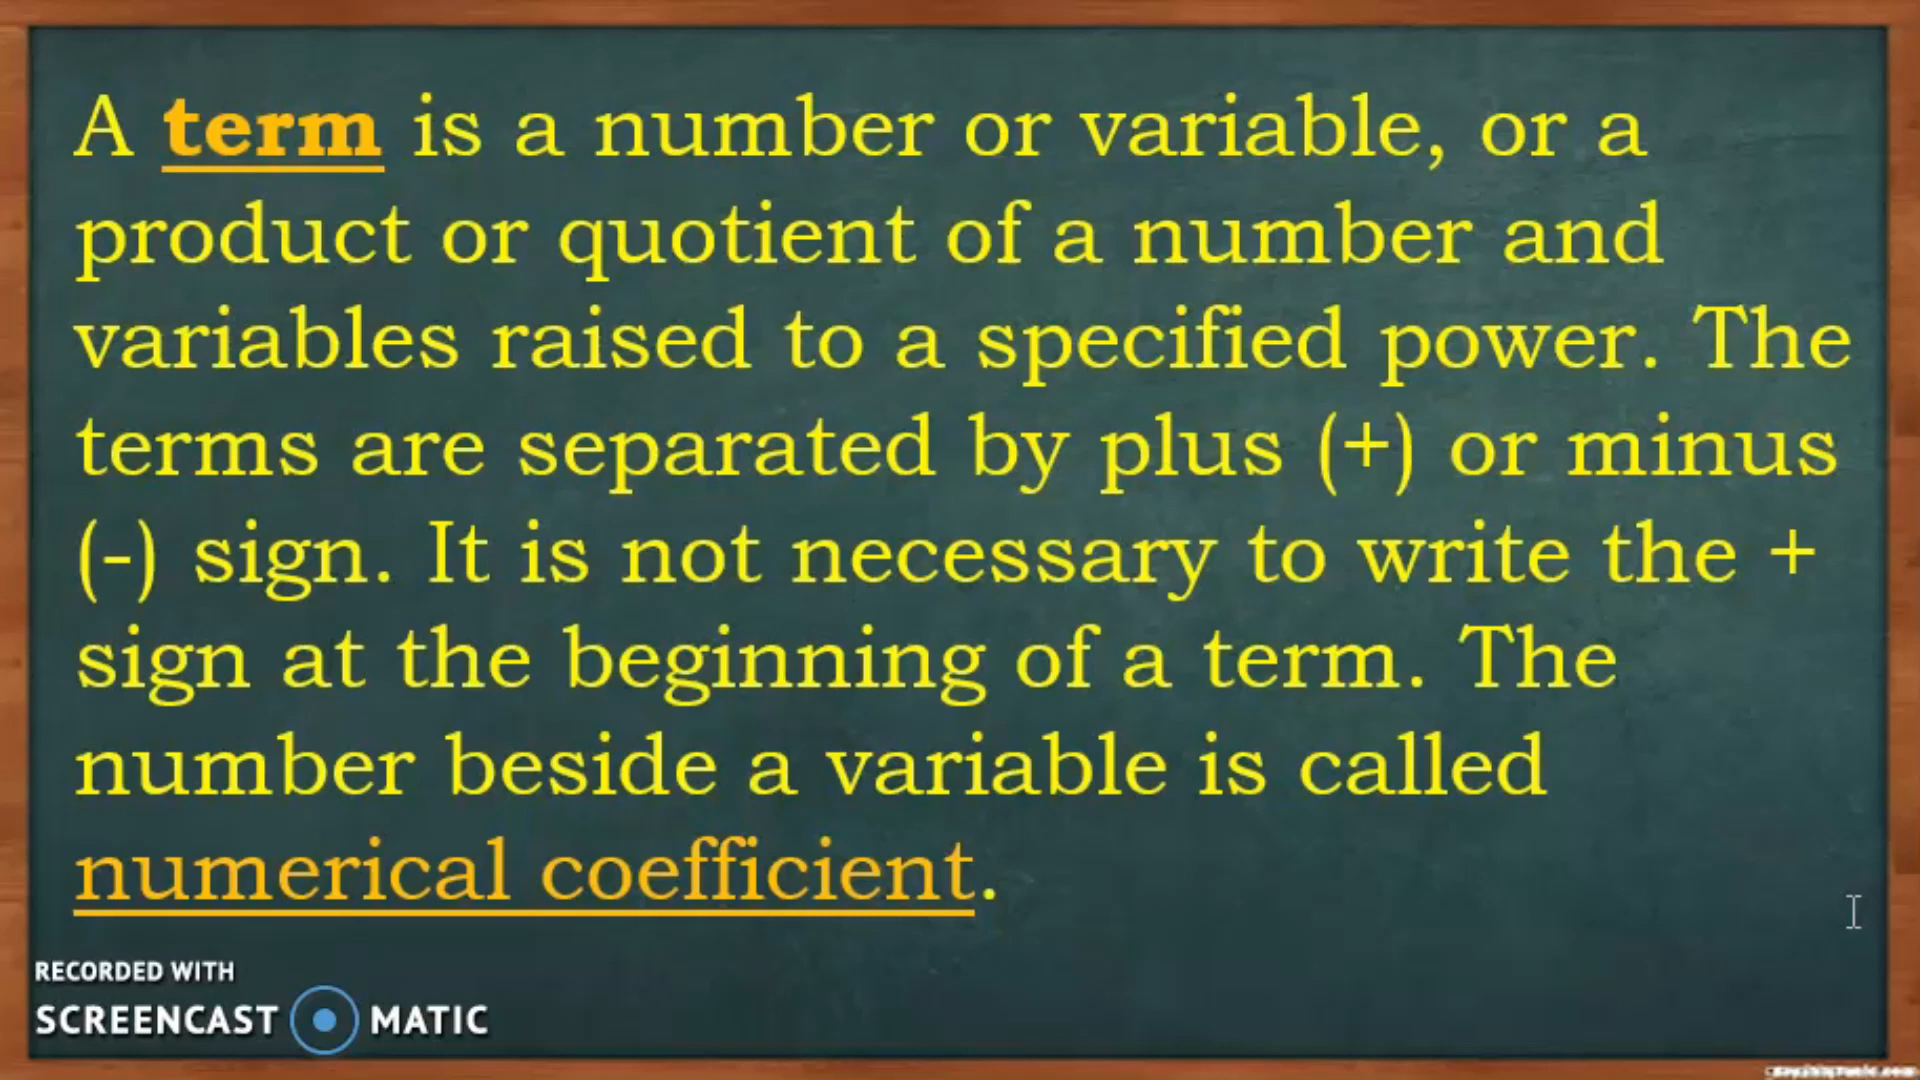 A term is a number or variable, or a
product or quotient of a number and
variables raised to a specified power. The
terms are separated by plus (+) or minus
(-) sign. It is not necessary to write the +
sign at the beginning of a term. The
number beside a variable is called
numerical coefficient.
RECORDED WITH
SCREENCAST MATIC